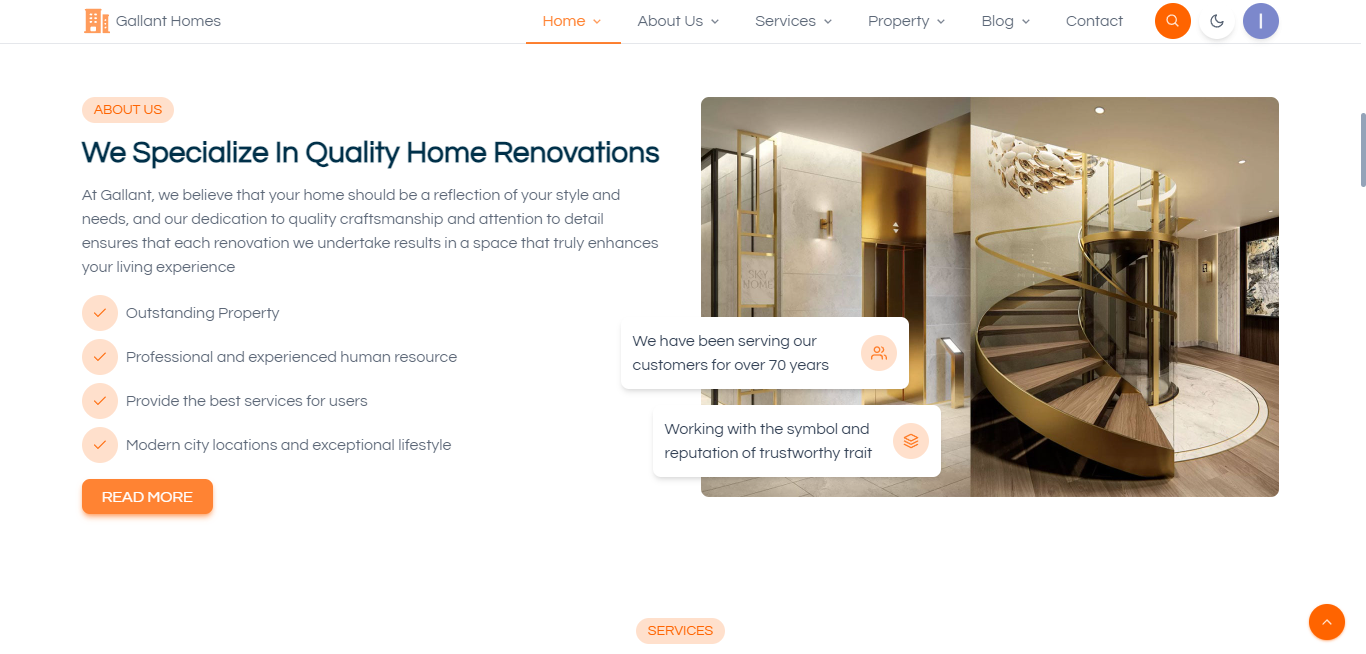 Gallant Homes
Home
About Us
Services
Property
Blog
Contact
ABOUT US
We Specialize In Quality Home Renovations
At Gallant, we believe that your home should be a reflection of your style and
needs, and our dedication to quality craftsmanship and attention to detail
ensures that each renovation we undertake results in a space that truly enhances
your living experience
Outstanding Property
Professional and experienced human resource
Provide the best services for users
Modern city locations and exceptional lifestyle
READ MORE
SKY
HOME
We have been serving our
customers for over 70 years
Working with the symbol and
reputation of trustworthy trait
SERVICES